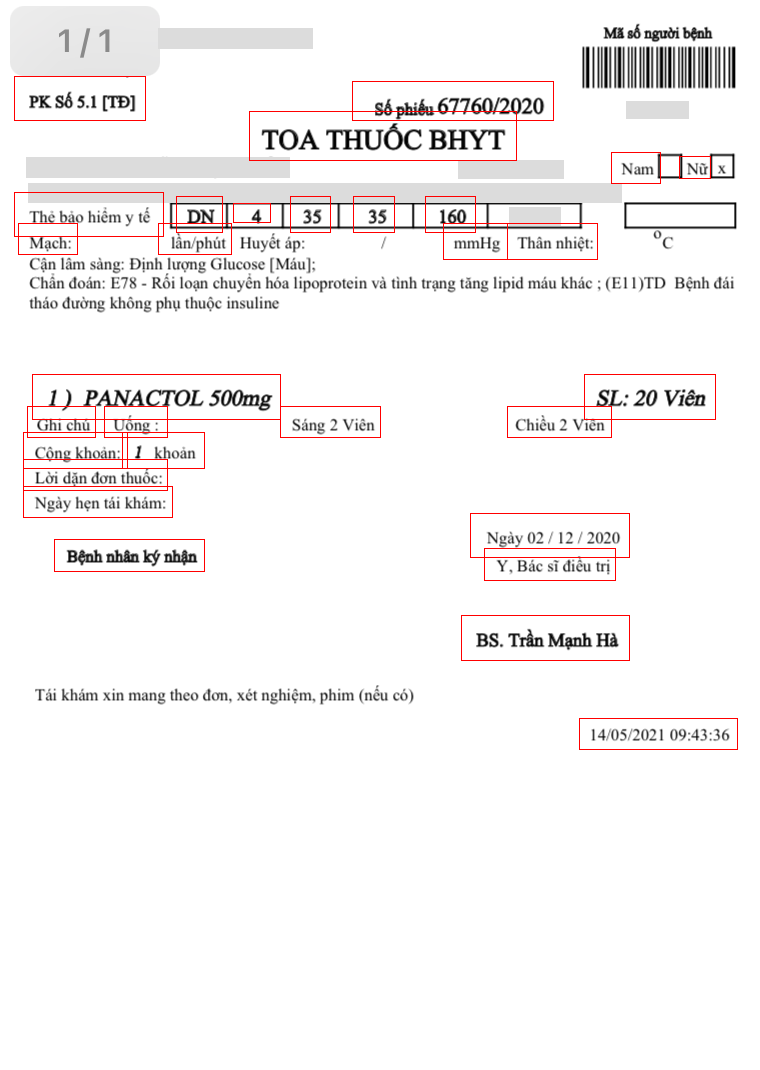 1/1
Mã số người bệnh
PK Số 5.1 [TĐ]
Số phiếu 67760/2020
TOA THUỐC BHYT
Nam Nữ x
Thẻ bảo hiểm y tế DN 4 35 35 160
Mạch: lần/phút Huyết áp: / mmHg Thân nhiệt: °C
Cận lâm sàng: Định lượng Glucose [Máu];
Chẩn đoán: E78 - Rối loạn chuyển hóa lipoprotein và tình trạng tăng lipid máu khác ; (E11)TD Bệnh đái
tháo đường không phụ thuộc insuline
1 ) PANACTOL 500mg SL: 20 Viên
Ghi chú Uống : Sáng 2 Viên Chiều 2 Viên
Cộng khoản: 1 khoản
Lời dặn đơn thuốc:
Ngày hẹn tái khám:
Ngày 02 / 12 / 2020
Bệnh nhân ký nhận
Y, Bác sĩ điều trị
BS. Trần Mạnh Hà
Tái khám xin mang theo đơn, xét nghiệm, phim (nếu có)
14/05/2021 09:43:36